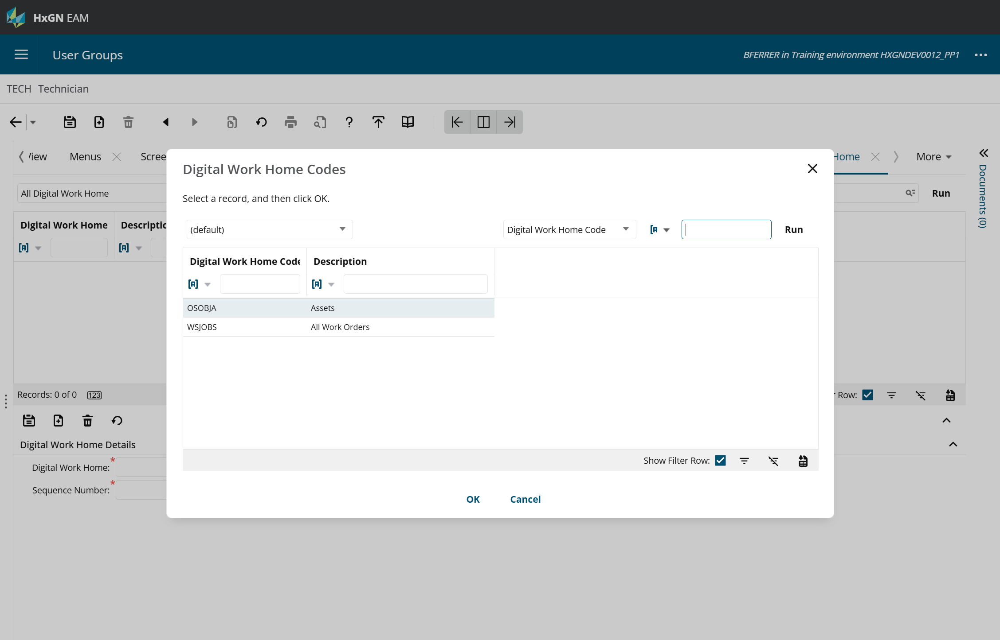 HxGN EAM
User Groups
BFERRER in Training environment HXGNDEV0012_PP1
TECH Technician
View
Menus
Scree
Home
More
Documents (0)
All Digital Work Home
Run
Digital Work Home
Descriptio
Digital Work Home Codes
Select a record, and then click OK.
(default)
Digital Work Home Code
Run
Digital Work Home Code
Description
OSOBJA Assets
WSJOBS All Work Orders
Show Filter Row:
OK
Cancel
Records: 0 of 0
123
r Row:
Digital Work Home Details
Digital Work Home: *
Sequence Number: *